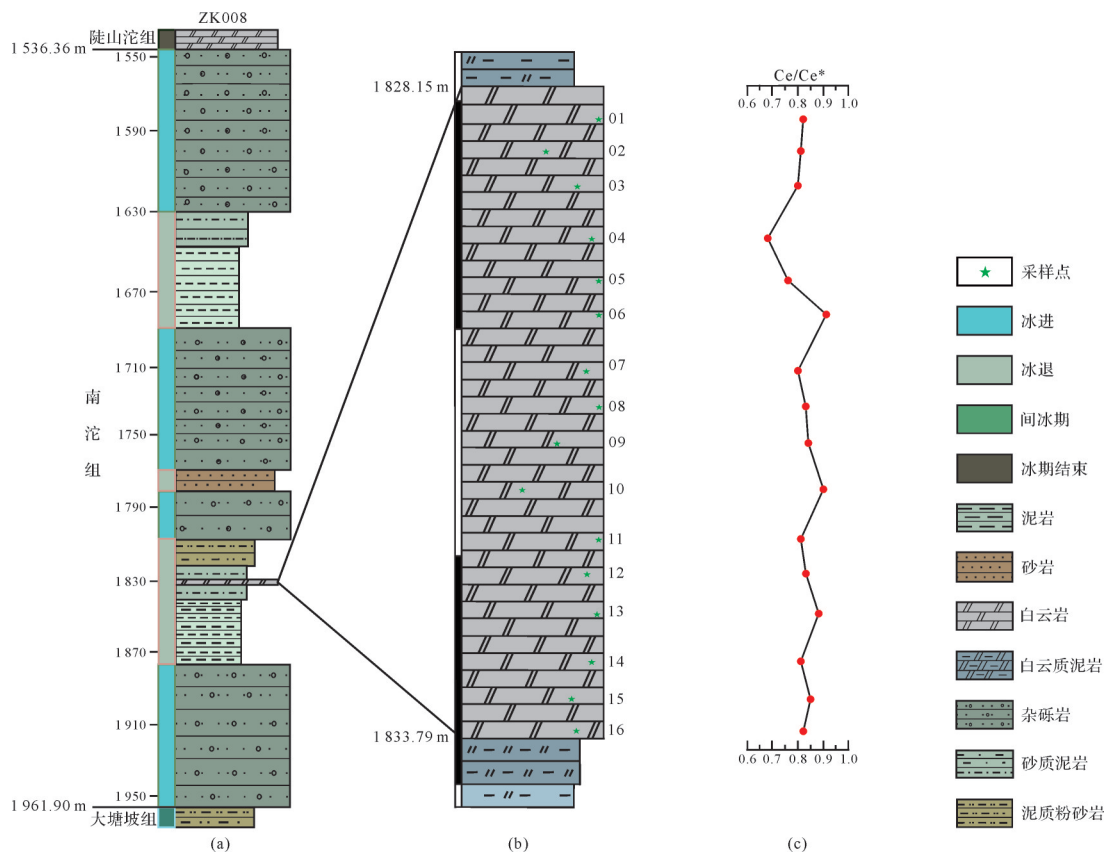 ZK008
陡山沱组
1 536.36 m
1 550
1 590
1 630
1 670
1 710
南沱组
1 750
1 790
1 830
1 870
1 910
1 950
1 961.90 m
大塘坡组
(a)
1 828.15 m
01
02
03
04
05
06
07
08
09
10
11
12
13
14
15
16
1 833.79 m
(b)
Ce/Ce*
0.6 0.7 0.8 0.9 1.0
0.6 0.7 0.8 0.9 1.0
(c)
采样点
冰进
冰退
间冰期
冰期结束
泥岩
砂岩
白云岩
白云质泥岩
杂砾岩
砂质泥岩
泥质粉砂岩